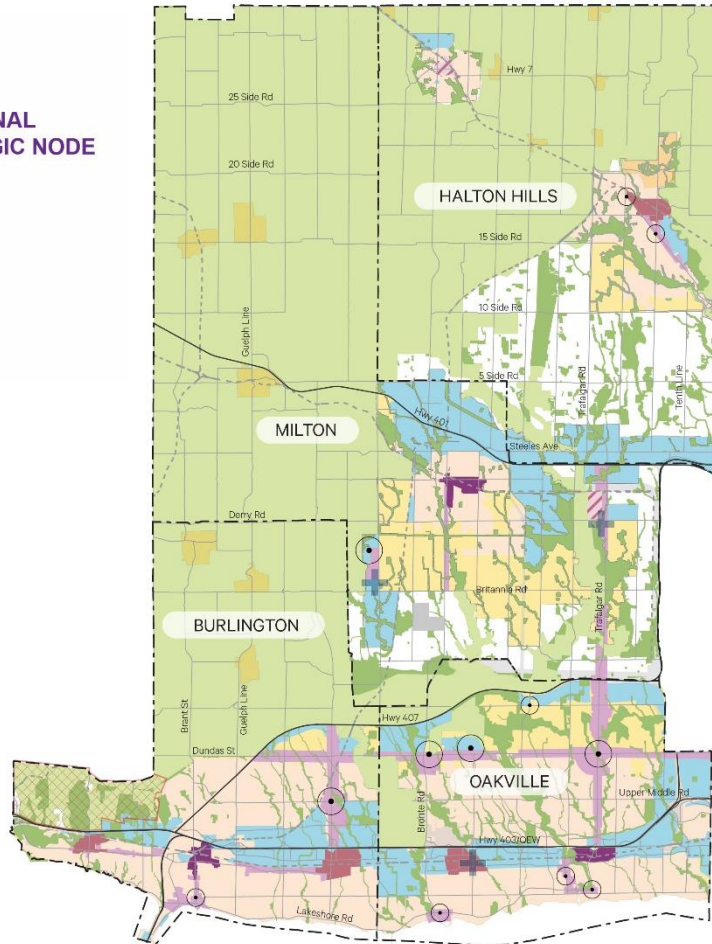 NAL
GIC NODE
Hwy 7
25 Side Rd
20 Side Rd
HALTON HILLS
15 Side Rd
10 Side Rd
Guelph Line
5 Side Rd
Trafalgar Rd
Tenth Line
MILTON
Hwy 401
Steeles Ave
Derry Rd
Britannia Rd
Trafalgar Rd
BURLINGTON
Brant St
Guelph Line
Hwy 407
Dundas St
OAKVILLE
Bronte Rd
Upper Middle Rd
Hwy 403/QEW
Lakeshore Rd